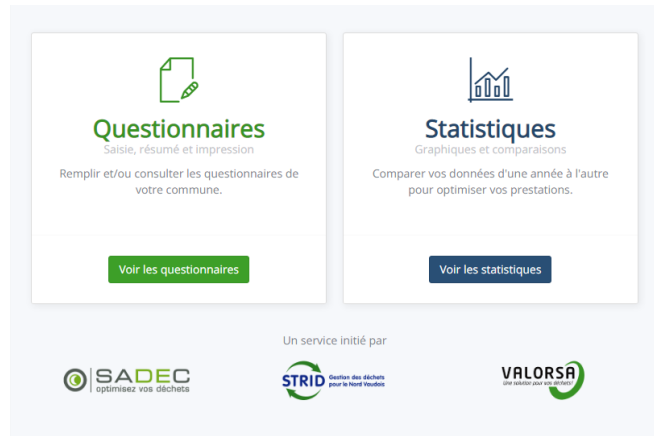 Questionnaires
Saisie, résumé et impression
Remplir et/ou consulter les questionnaires de
votre commune.
Voir les questionnaires
Statistiques
Graphiques et comparaisons
Comparer vos données d'une année à l'autre
pour optimiser vos prestations.
Voir les statistiques
Un service initié par
SADEC
optimisez vos déchets
STRID
Gestion des déchets
pour le Nord Vaudois
VALORSA
Une solution pour vos déchets!